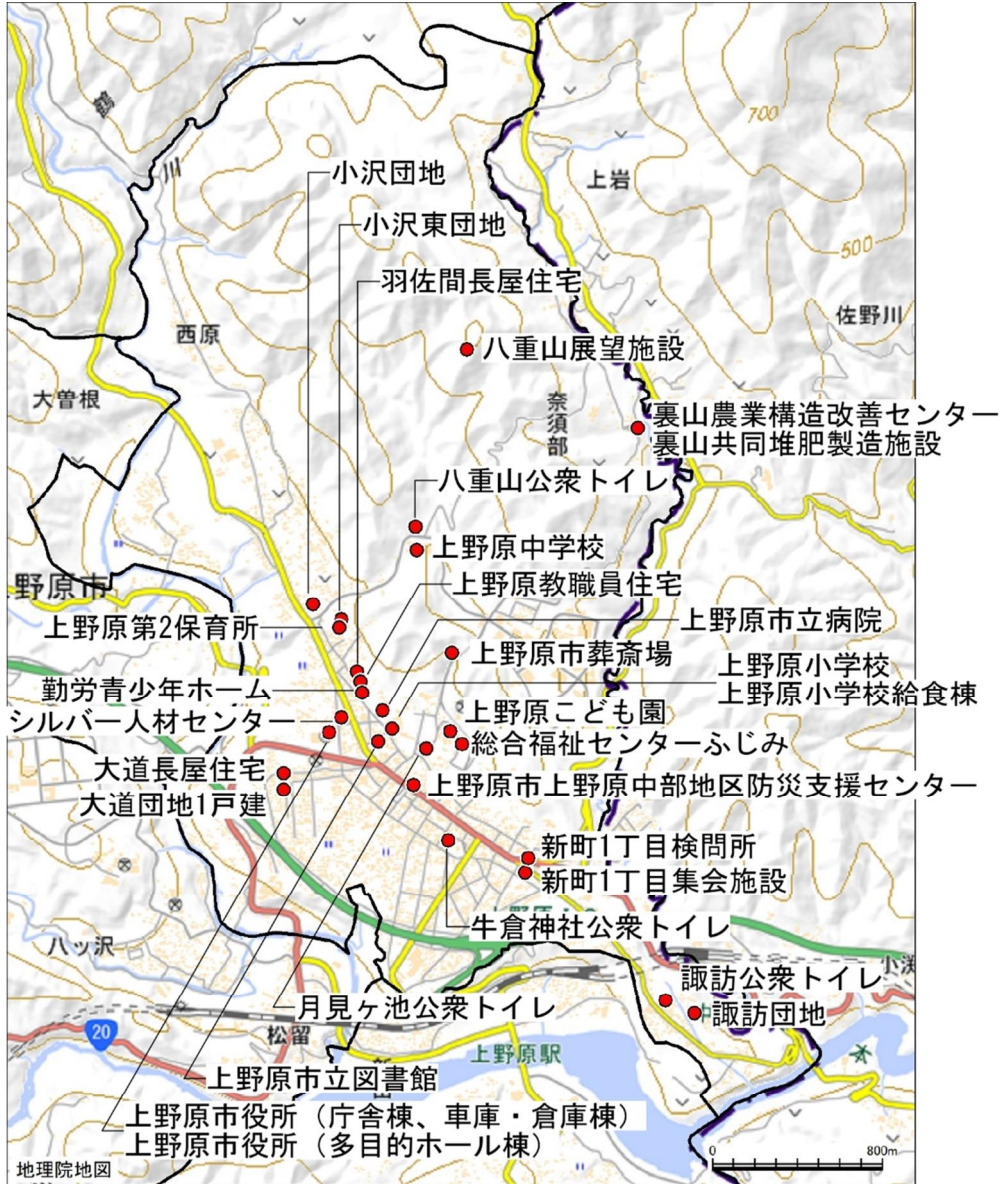 鶴
川
700
小沢団地
上岩
小沢東団地
500
羽佐間長屋住宅
佐野川
西原
八重山展望施設
大曽根
奈須部
裏山農業構造改善センター
裏山共同堆肥製造施設
八重山公衆トイレ
上野原中学校
上野原教職員住宅
野原市
上野原第2保育所
上野原市立病院
上野原市葬斎場
上野原小学校
上野原小学校給食棟
勤労青少年ホーム
シルバー人材センター
上野原こども園
総合福祉センターふじみ
大道長屋住宅
大道団地1戸建
上野原市上野原中部地区防災支援センター
新町1丁目検問所
新町1丁目集会施設
牛倉神社公衆トイレ
八ッ沢
諏訪公衆トイレ
小渕
諏訪団地
月見ヶ池公衆トイレ
20
松留
上野原駅
上野原市立図書館
上野原市役所(庁舎棟、車庫・倉庫棟)
上野原市役所(多目的ホール棟)
地理院地図
0 800m